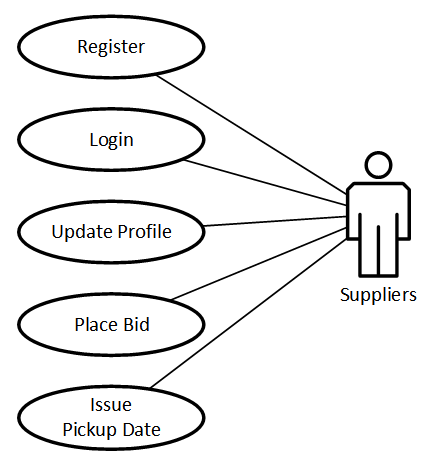 Register
Login
Update Profile
Place Bid
Issue
Pickup Date
Suppliers